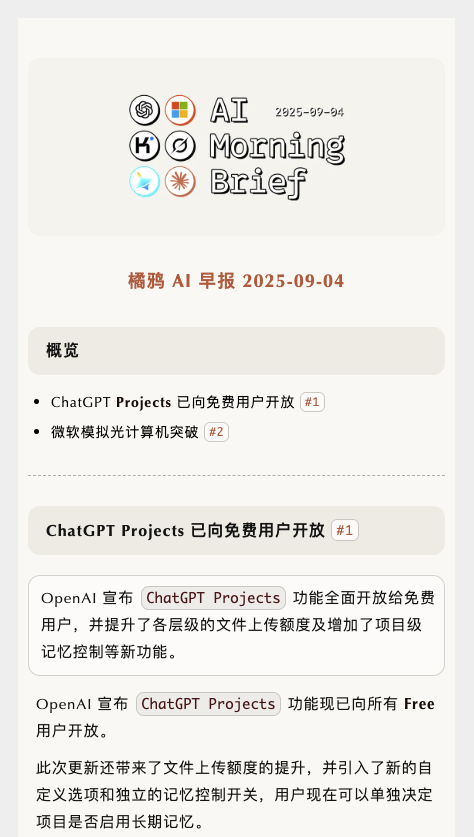 AI 2025-09-04
Morning
Brief
橘鸦 AI 早报 2025-09-04
概览
ChatGPT Projects 已向免费用户开放 #1
微软模拟光计算机突破 #2
ChatGPT Projects 已向免费用户开放 #1
OpenAI 宣布 ChatGPT Projects 功能全面开放给免费
用户，并提升了各层级的文件上传额度及增加了项目级
记忆控制等新功能。
OpenAI 宣布 ChatGPT Projects 功能现已向所有 Free
用户开放。
此次更新还带来了文件上传额度的提升，并引入了新的自
定义选项和独立的记忆控制开关，用户现在可以单独决定
项目是否启用长期记忆。